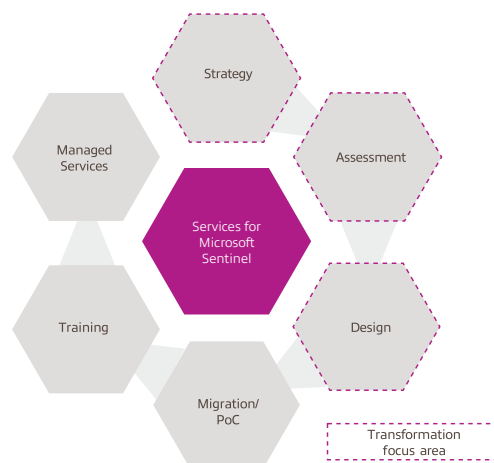 Strategy
Assessment
Managed
Services
Services for
Microsoft
Sentinel
Training
Design
Migration/
PoC
Transformation
focus area